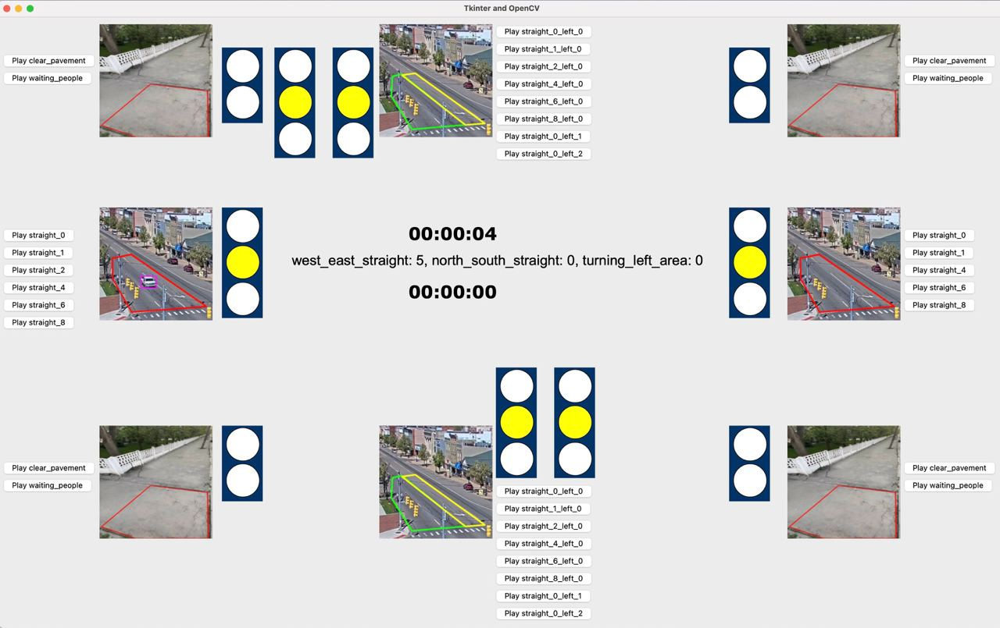 Tkinter and OpenCV
Play clear_pavement
Play waiting_people
Play straight_0_left_0
Play straight_1_left_0
Play straight_2_left_0
Play straight_4_left_0
Play straight_6_left_0
Play straight_8_left_0
Play straight_0_left_1
Play straight_0_left_2
Play clear_pavement
Play waiting_people
Play straight_0
Play straight_1
Play straight_2
Play straight_4
Play straight_6
Play straight_8
00:00:04
west_east_straight: 5, north_south_straight: 0, turning_left_area: 0
00:00:00
Play straight_0
Play straight_1
Play straight_4
Play straight_6
Play straight_8
Play clear_pavement
Play waiting_people
Play straight_0_left_0
Play straight_1_left_0
Play straight_2_left_0
Play straight_4_left_0
Play straight_6_left_0
Play straight_8_left_0
Play straight_0_left_1
Play straight_0_left_2
Play clear_pavement
Play waiting_people